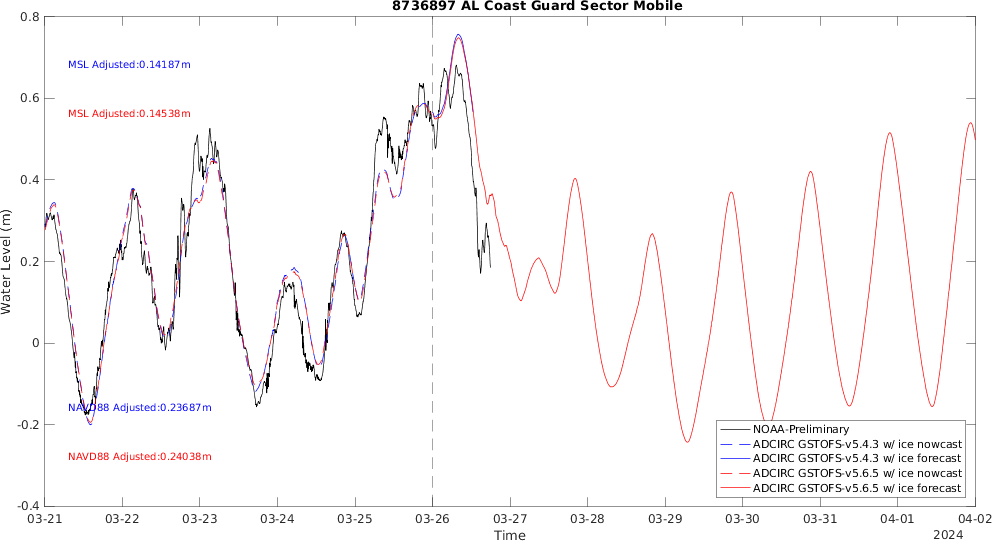 8736897 AL Coast Guard Sector Mobile
Water Level (m)
0.8
0.6
0.4
0.2
0
-0.2
-0.4
MSL Adjusted:0.14187m
MSL Adjusted:0.14538m
NAVD88 Adjusted:0.23687m
NAVD88 Adjusted:0.24038m
NOAA-Preliminary
ADCIRC GSTOFS-v5.4.3 w/ ice nowcast
ADCIRC GSTOFS-v5.4.3 w/ ice forecast
ADCIRC GSTOFS-v5.6.5 w/ ice nowcast
ADCIRC GSTOFS-v5.6.5 w/ ice forecast
03-21 03-22 03-23 03-24 03-25 03-26 03-27 03-28 03-29 03-30 03-31 04-01 04-02
Time
2024